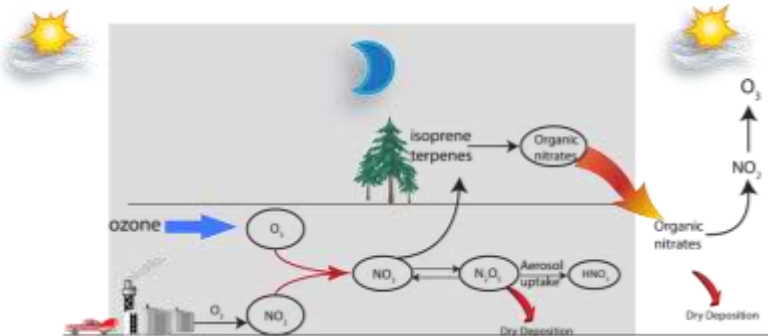 O₃
isoprene
terpenes
Organic
nitrates
NO₂
ozone
O₃
Organic
nitrates
NO₃
N₂O₅
Aerosol
uptake
HNO₃
O₃
NO₂
Dry Deposition
Dry Deposition